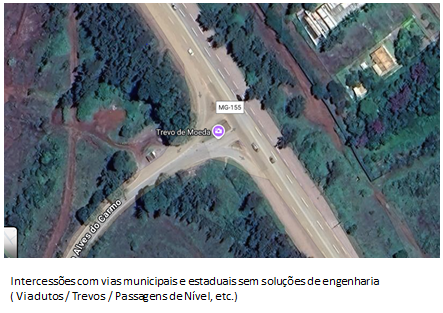 MG-155
Trevo de Moeda
Alves do Carmo
Intercessões com vias municipais e estaduais sem soluções de engenharia
( Viadutos / Trevos / Passagens de Nível, etc.)